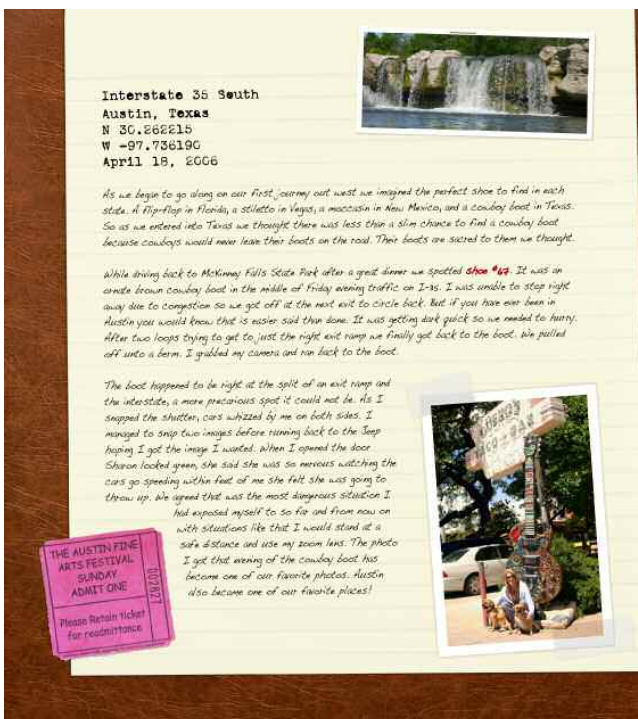 Interstate 35 South
Austin, Texas
N 30.262215
W -97.736190
April 18, 2006
As we began to go along on our first journey out west we imagined the perfect shoe to find in each
state. A flip-flop in Florida, a stiletto in Vegas, a moccasin in New Mexico, and a cowboy boot in Texas.
So as we entered into Texas we thought there was less than a slim chance to find a cowboy boot
because cowboys would never leave their boots on the road. Their boots are sacred to them we thought.
While driving back to McKinney Falls State Park after a great dinner we spotted shoe #67. It was an
ornate brown cowboy boot in the middle of Friday evening traffic on I-35. I was unable to stop right
away due to congestion so we got off at the next exit to circle back. But if you have ever been in
Austin you would know that is easier said than done. It was getting dark quick so we needed to hurry.
After two loops trying to get to just the right exit ramp we finally got back to the boot. We pulled
off unto a berm. I grabbed my camera and ran back to the boot.
The boot happened to be right at the split of an exit ramp and
the interstate, a more precarious spot it could not be. As I
snapped the shutter, cars whizzed by me on both sides. I
managed to snap two images before running back to the Jeep
hoping I got the image I wanted. When I opened the door
Sharon looked green, she said she was so nervous watching the
cars go speeding within feet of me she felt she was going to
throw up. We agreed that was the most dangerous situation I
had exposed myself to so far and from now on
with situations like that I would stand at a
safe distance and use my zoom lens. The photo
I got that evening of the cowboy boot has
become one of our favorite photos. Austin
also became one of our favorite places!
THE AUSTIN FINE
ARTS FESTIVAL
SUNDAY
ADMIT ONE
002827
Please Retain ticket
for readmittance